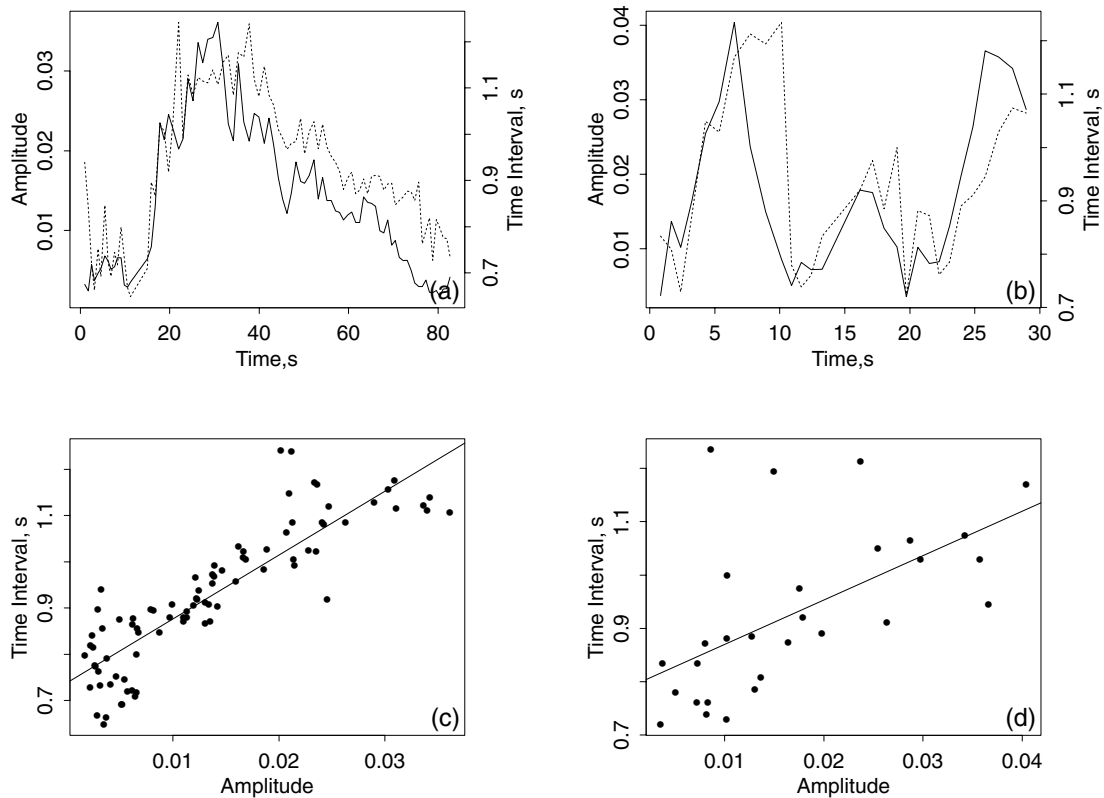 Amplitude
0.01 0.02 0.03
0.7 0.9 1.1
Time Interval, s
(a)
0 20 40 60 80
Time,s
Amplitude
0.01 0.02 0.03 0.04
0.7 0.9 1.1
Time Interval, s
(b)
0 5 10 15 20 25 30
Time,s
Time Interval, s
0.7 0.9 1.1
(c)
0.01 0.02 0.03
Amplitude
Time Interval, s
0.7 0.9 1.1
(d)
0.01 0.02 0.03 0.04
Amplitude